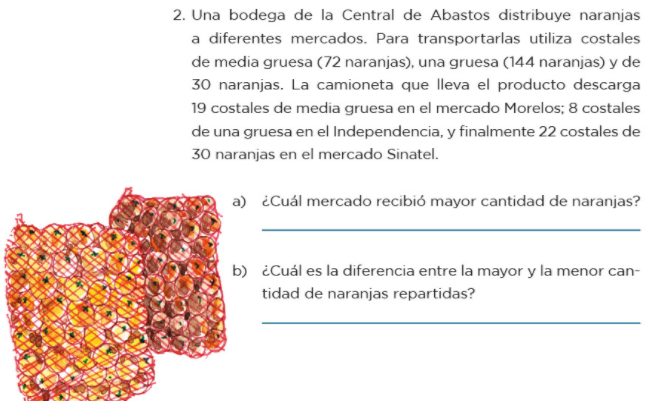 2. Una bodega de la Central de Abastos distribuye naranjas
a diferentes mercados. Para transportarlas utiliza costales
de media gruesa (72 naranjas), una gruesa (144 naranjas) y de
30 naranjas. La camioneta que lleva el producto descarga
19 costales de media gruesa en el mercado Morelos; 8 costales
de una gruesa en el Independencia, y finalmente 22 costales de
30 naranjas en el mercado Sinatel.
a) ¿Cuál mercado recibió mayor cantidad de naranjas?
b) ¿Cuál es la diferencia entre la mayor y la menor can-
tidad de naranjas repartidas?